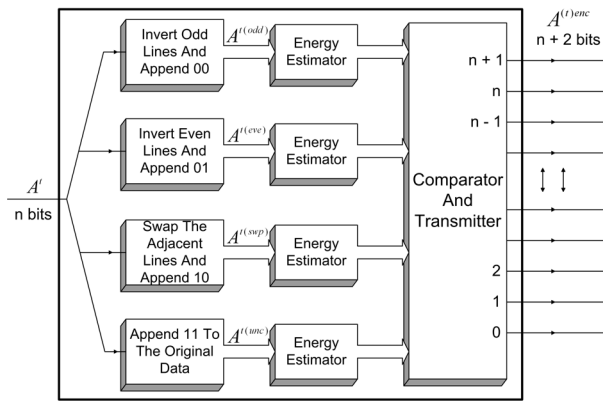 A^t
n bits
Invert Odd
Lines And
Append 00
A^{t(odd)}
Energy
Estimator
Invert Even
Lines And
Append 01
A^{t(eve)}
Energy
Estimator
Swap The
Adjacent
Lines And
Append 10
A^{t(swp)}
Energy
Estimator
Append 11 To
The Original
Data
A^{t(unc)}
Energy
Estimator
Comparator
And
Transmitter
n + 1
n
n - 1
2
1
0
A^{(t)enc}
n + 2 bits